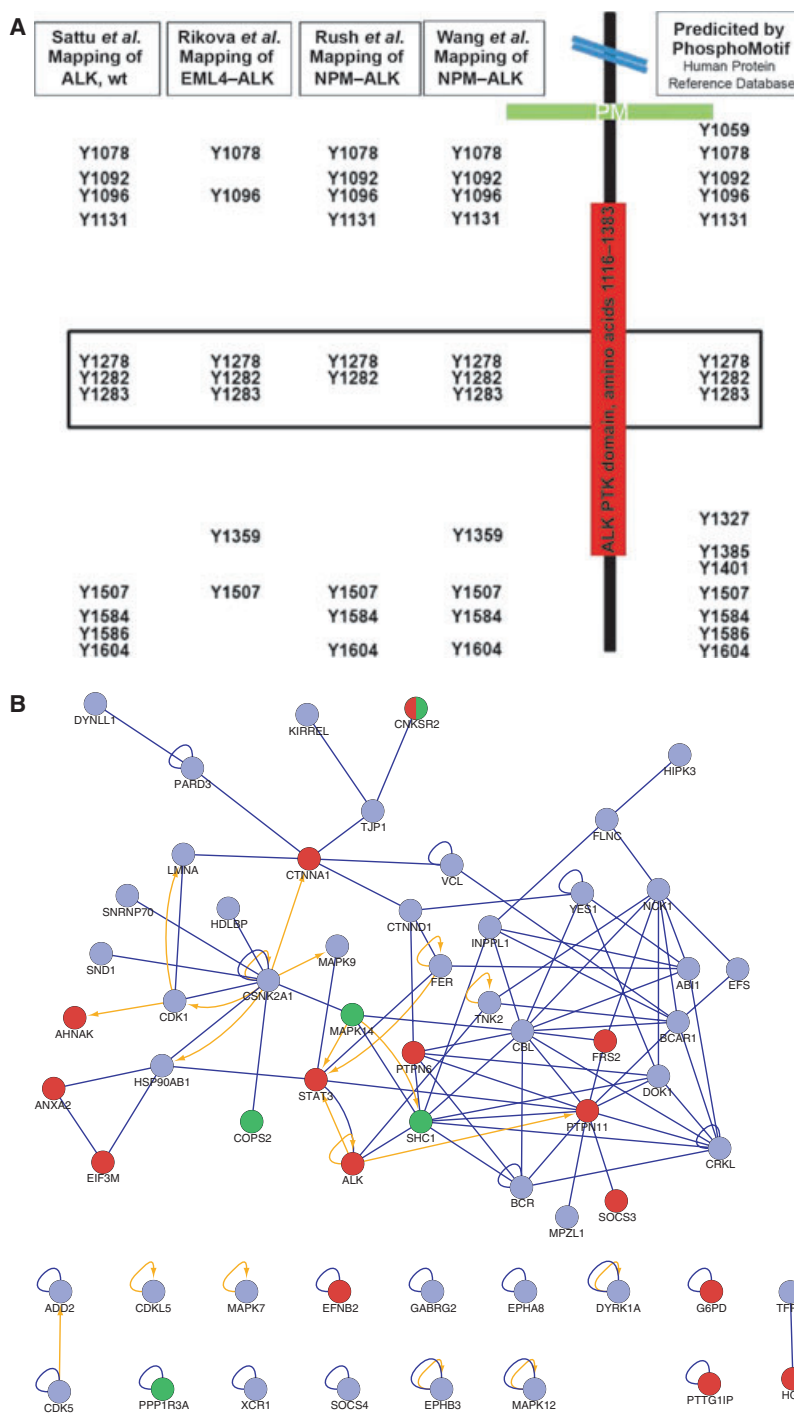 A
Sattu et al.
Mapping of
ALK, wt
Rikova et al.
Mapping of
EML4–ALK
Rush et al.
Mapping of
NPM–ALK
Wang et al.
Mapping of
NPM–ALK
Predicited by
PhosphoMotif
Human Protein
Reference Database
PM
Y1059
Y1078 Y1078 Y1078 Y1078 Y1078
Y1092 Y1092 Y1092 Y1092
Y1096 Y1096 Y1096 Y1096 Y1096
Y1131 Y1131 Y1131 Y1131
ALK PTK domain, amino acids 1116–1383
Y1278 Y1278 Y1278 Y1278 Y1278
Y1282 Y1282 Y1282 Y1282 Y1282
Y1283 Y1283 Y1283 Y1283
Y1327
Y1359 Y1359
Y1385
Y1401
Y1507 Y1507 Y1507 Y1507 Y1507
Y1584 Y1584 Y1584 Y1584
Y1586 Y1586
Y1604 Y1604 Y1604 Y1604
B
DYNLL1
KIRREL
CNKSR2
HIPK3
PARD3
TJP1
FLNC
LMNA
CTNNA1
VCL
SNRNP70
HDLBP
CTNND1
YES1
NCK1
INPPL1
SND1
CSNK2A1
MAPK9
FER
ABI1
EFS
CDK1
TNK2
AHNAK
MAPK14
CBL
BCAR1
HSP90AB1
PTPN6
FRS2
ANXA2
STAT3
DOK1
COPS2
SHC1
PTPN11
EIF3M
ALK
CRKL
BCR
MPZL1
SOCS3
ADD2
CDKL5
MAPK7
EFNB2
GABRG2
EPHA8
DYRK1A
G6PD
CDK5
PPP1R3A
XCR1
SOCS4
EPHB3
MAPK12
PTTG1IP